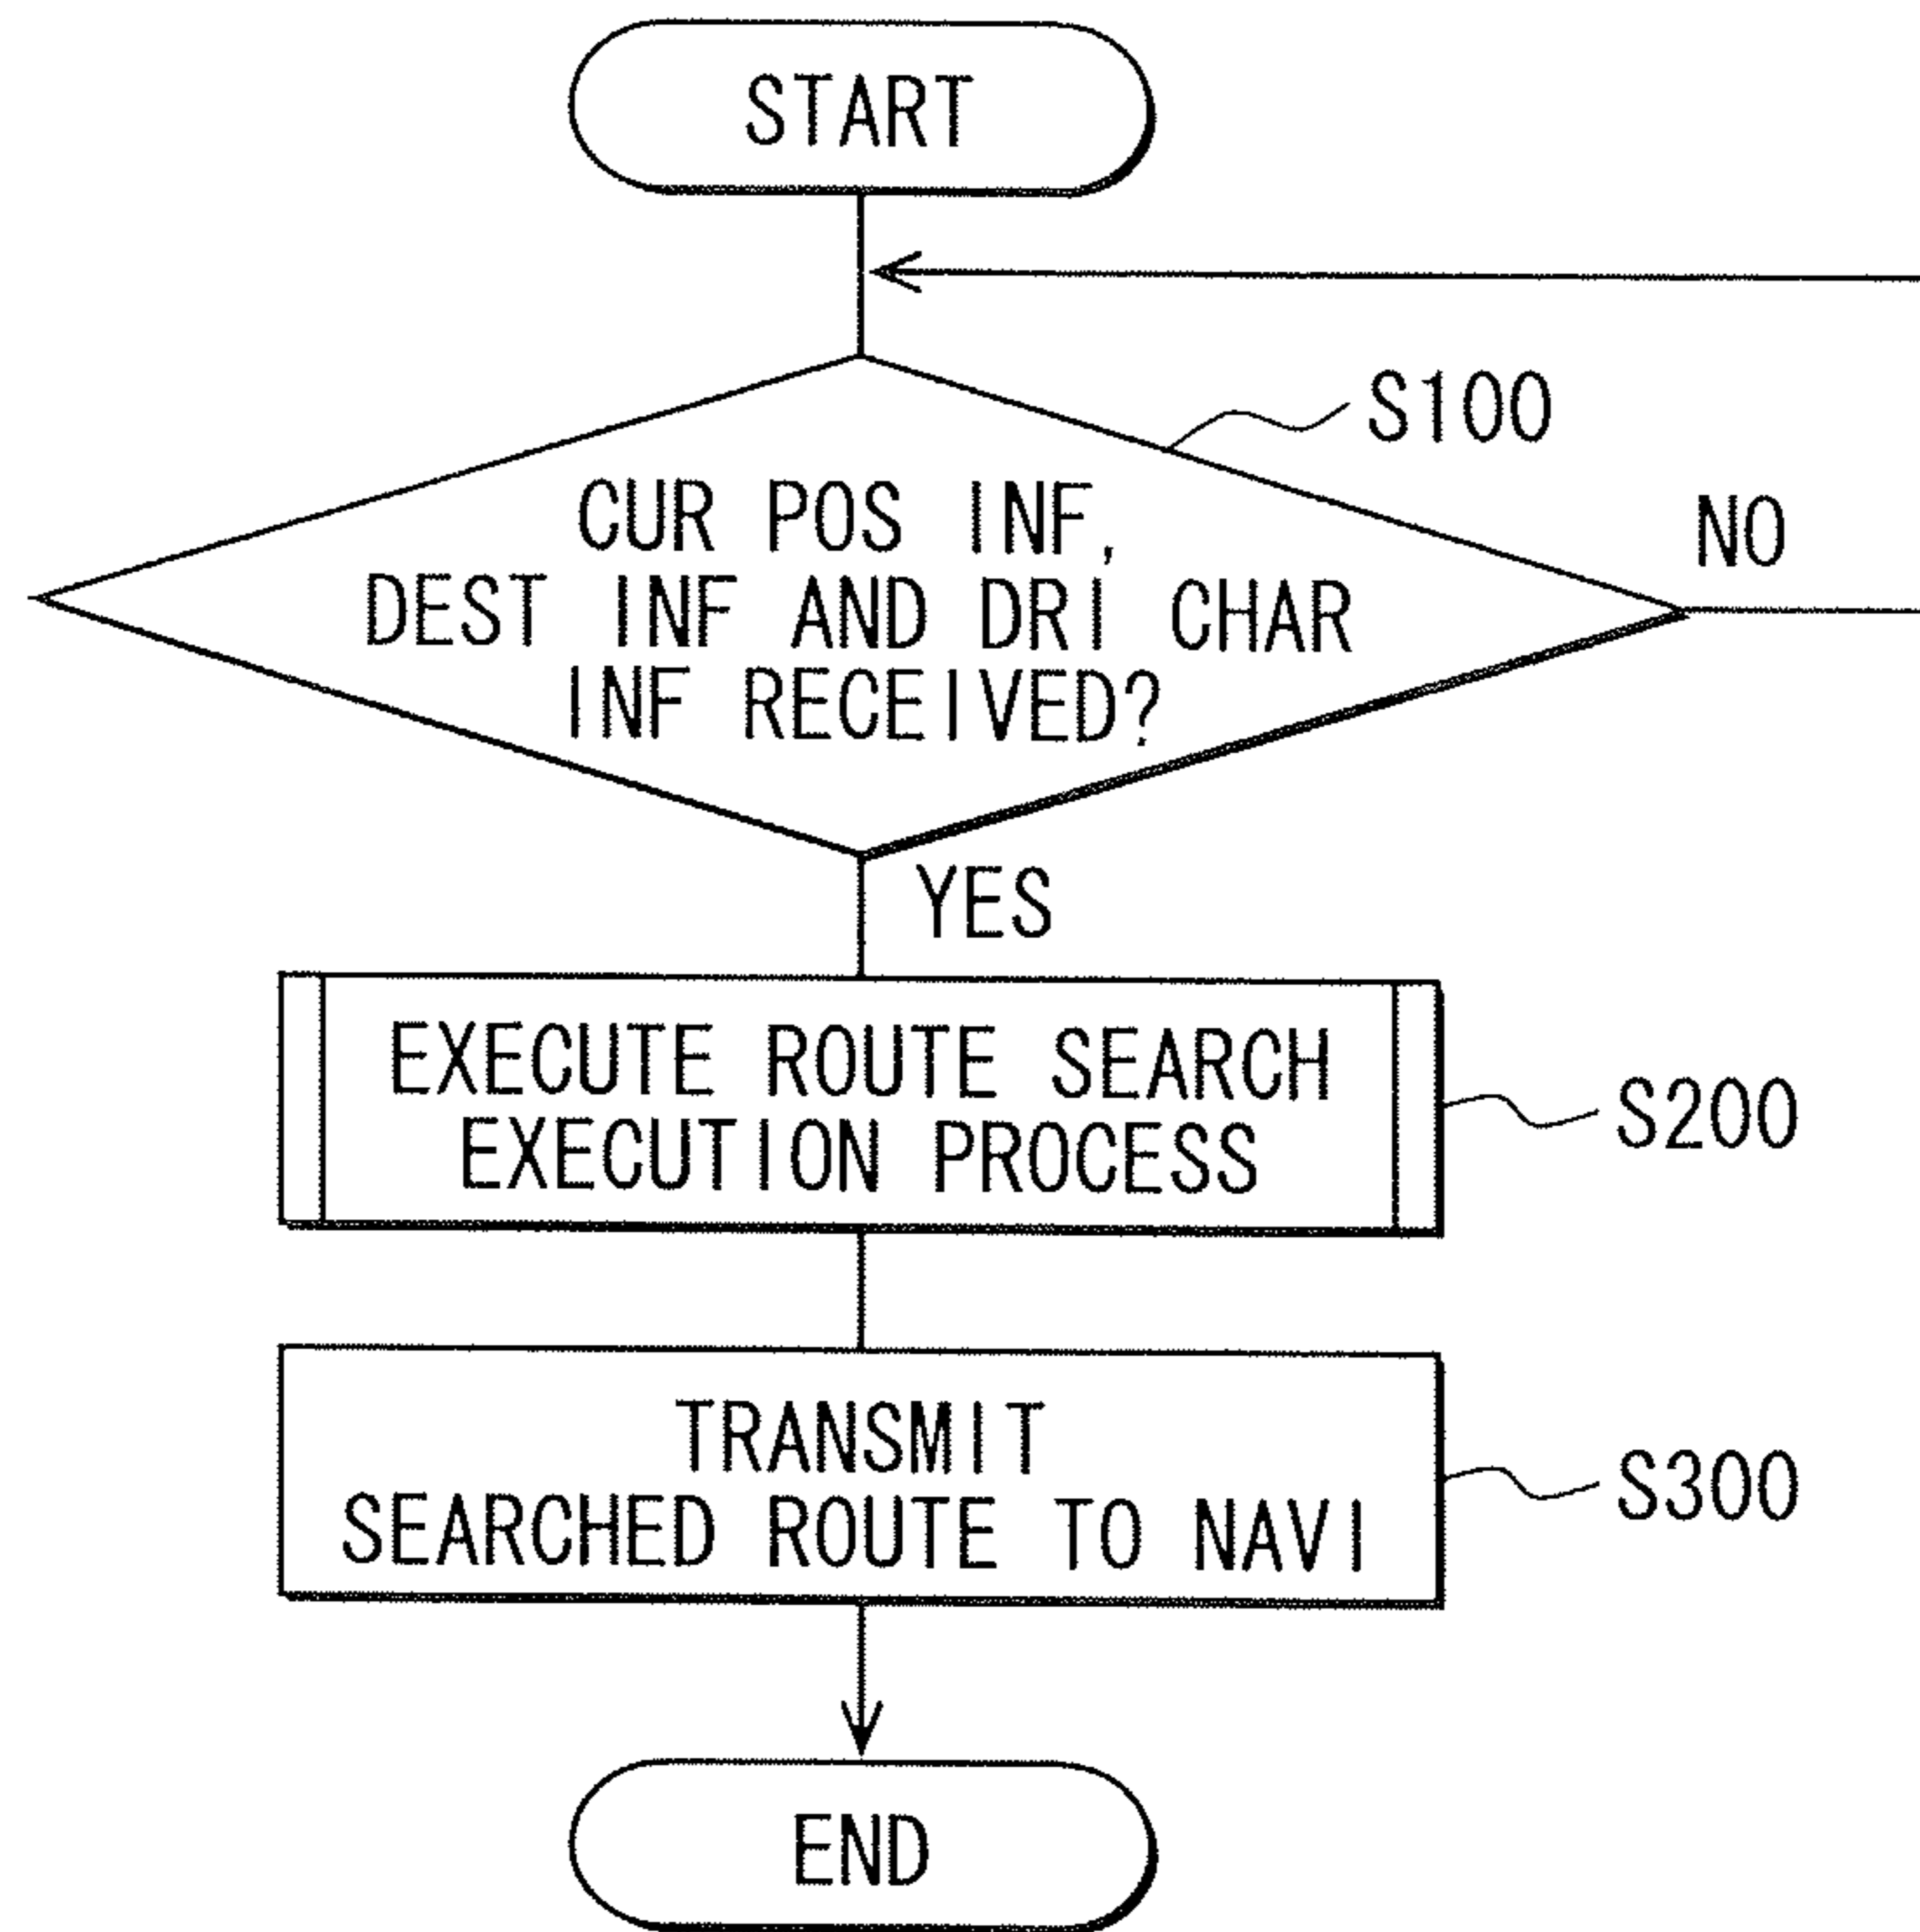 START
S100
CUR POS INF,
NO
DEST INF AND DRI CHAR
INF RECEIVED?
YES
EXECUTE ROUTE SEARCH
S200
EXECUTION PROCESS
TRANSMIT
S300
SEARCHED ROUTE TO NAVI
END